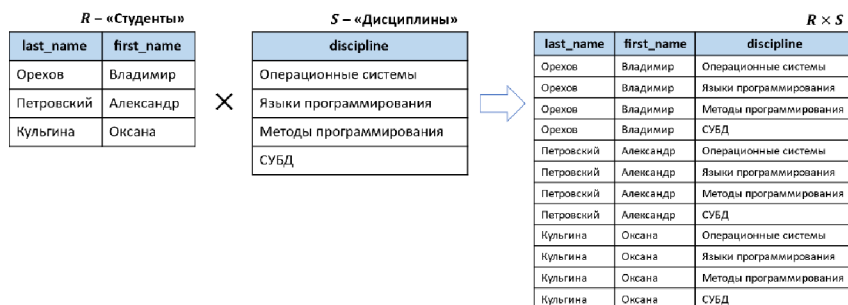 R – «Студенты»
last_name first_name
Орехов Владимир
Петровский Александр
Кульгина Оксана
×
S – «Дисциплины»
discipline
Операционные системы
Языки программирования
Методы программирования
СУБД
R × S
last_name first_name discipline
Орехов Владимир Операционные системы
Орехов Владимир Языки программирования
Орехов Владимир Методы программирования
Орехов Владимир СУБД
Петровский Александр Операционные системы
Петровский Александр Языки программирования
Петровский Александр Методы программирования
Петровский Александр СУБД
Кульгина Оксана Операционные системы
Кульгина Оксана Языки программирования
Кульгина Оксана Методы программирования
Кульгина Оксана СУБД